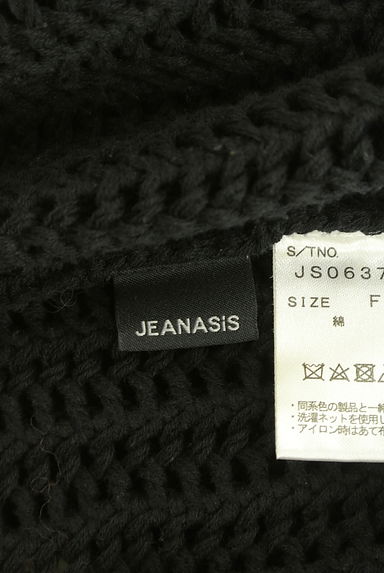 S/TNO.
JS0637
SIZE F
綿
JEANASiS
・同系色の製品と一緒
・洗濯ネットを使用し
・アイロン時はあて布